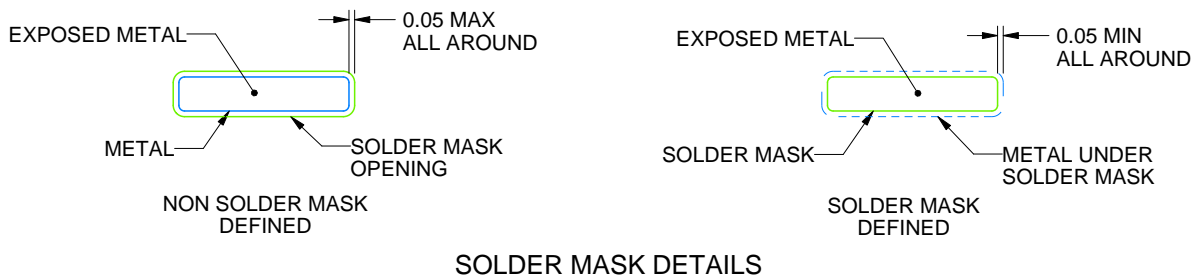 0.05 MAX
ALL AROUND
EXPOSED METAL
METAL
SOLDER MASK
OPENING
NON SOLDER MASK
DEFINED
0.05 MIN
ALL AROUND
EXPOSED METAL
SOLDER MASK
METAL UNDER
SOLDER MASK
SOLDER MASK
DEFINED
SOLDER MASK DETAILS